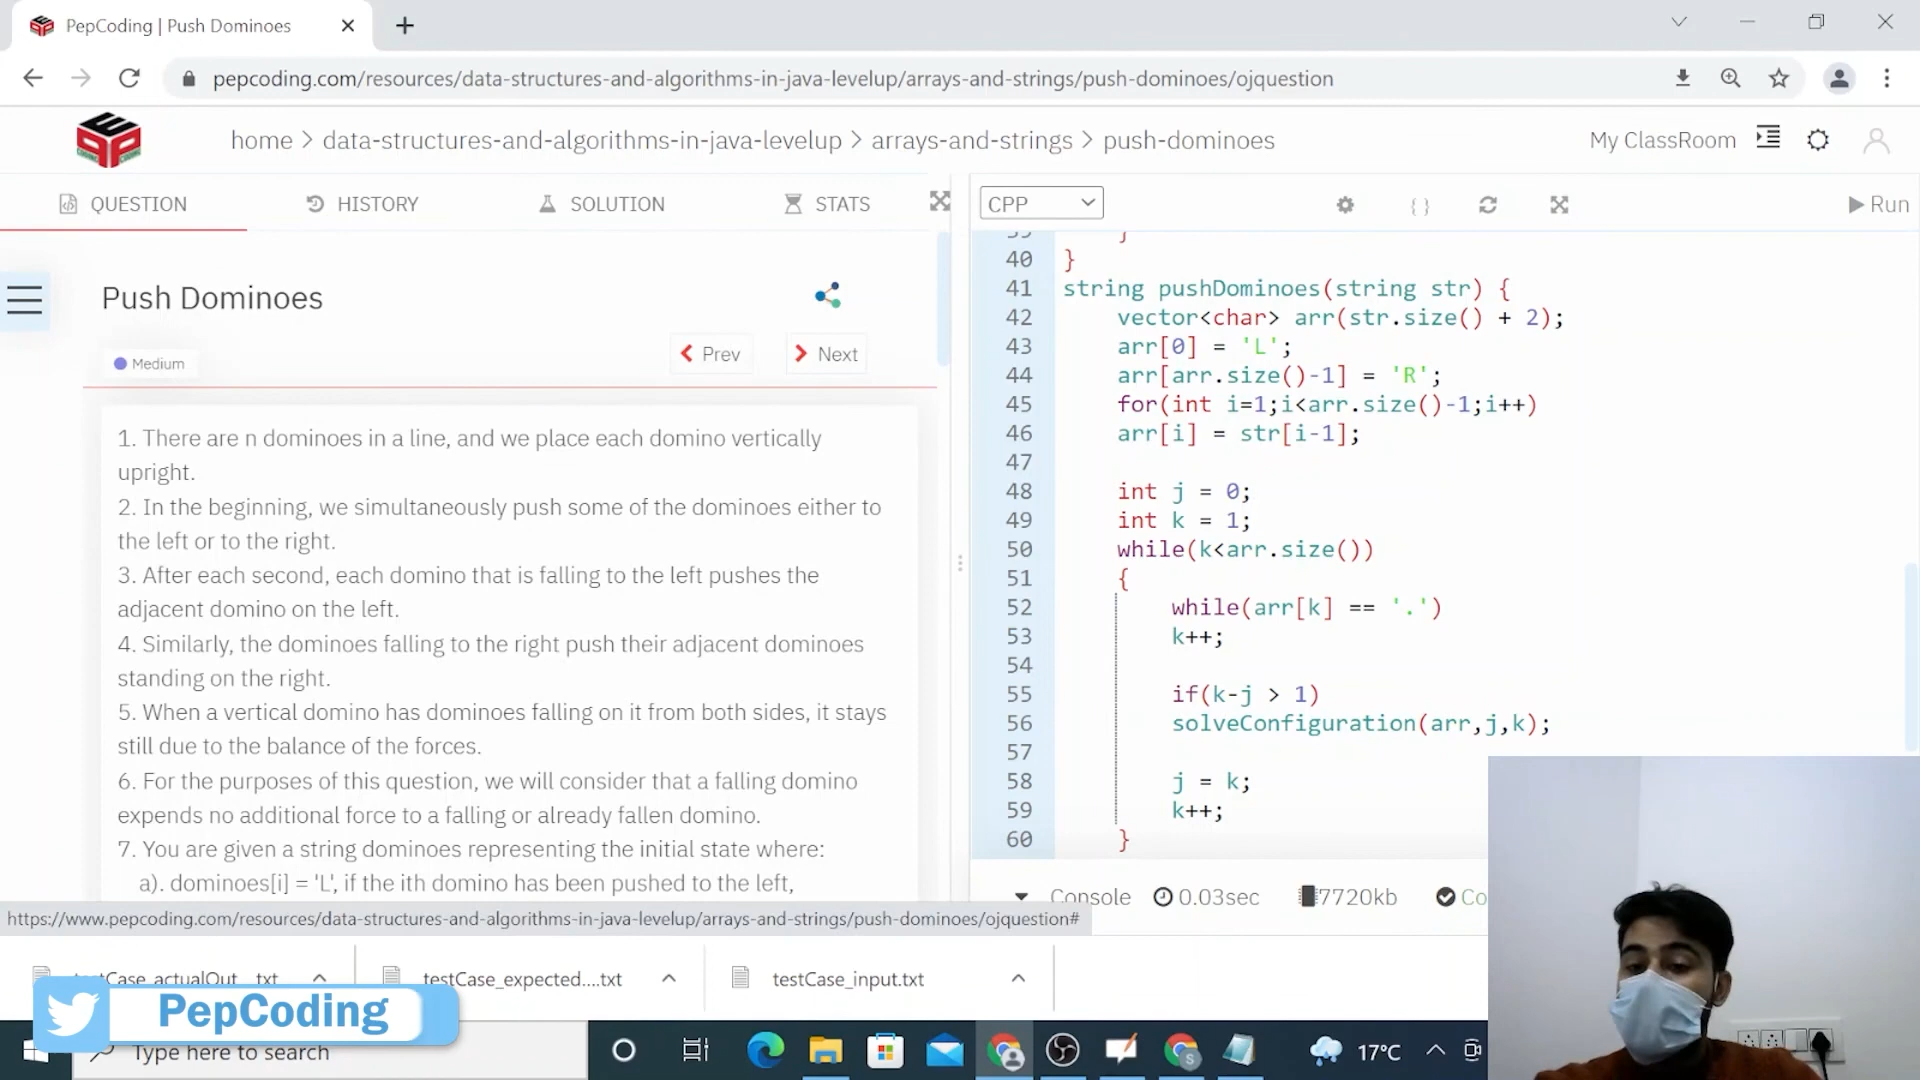 PepCoding | Push Dominoes
pepcoding.com/resources/data-structures-and-algorithms-in-java-levelup/arrays-and-strings/push-dominoes/ojquestion
home > data-structures-and-algorithms-in-java-levelup > arrays-and-strings > push-dominoes
My ClassRoom
QUESTION
HISTORY
SOLUTION
STATS
Push Dominoes
Medium
Prev
Next
1. There are n dominoes in a line, and we place each domino vertically
upright.
2. In the beginning, we simultaneously push some of the dominoes either to
the left or to the right.
3. After each second, each domino that is falling to the left pushes the
adjacent domino on the left.
4. Similarly, the dominoes falling to the right push their adjacent dominoes
standing on the right.
5. When a vertical domino has dominoes falling on it from both sides, it stays
still due to the balance of the forces.
6. For the purposes of this question, we will consider that a falling domino
expends no additional force to a falling or already fallen domino.
7. You are given a string dominoes representing the initial state where:
a). dominoes[i] = 'L', if the ith domino has been pushed to the left,
https://www.pepcoding.com/resources/data-structures-and-algorithms-in-java-levelup/arrays-and-strings/push-dominoes/ojquestion#
CPP
{ }
Run
39 }
40 }
41 string pushDominoes(string str) {
42 vector<char> arr(str.size() + 2);
43 arr[0] = 'L';
44 arr[arr.size()-1] = 'R';
45 for(int i=1;i<arr.size()-1;i++)
46 arr[i] = str[i-1];
47
48 int j = 0;
49 int k = 1;
50 while(k<arr.size())
51 {
52 while(arr[k] == '.')
53 k++;
54
55 if(k-j > 1)
56 solveConfiguration(arr,j,k);
57
58 j = k;
59 k++;
60 }
Console 0.03sec 7720kb Co
testCase_actualOut....txt
testCase_expected....txt
testCase_input.txt
PepCoding
Type here to search
S
17°C